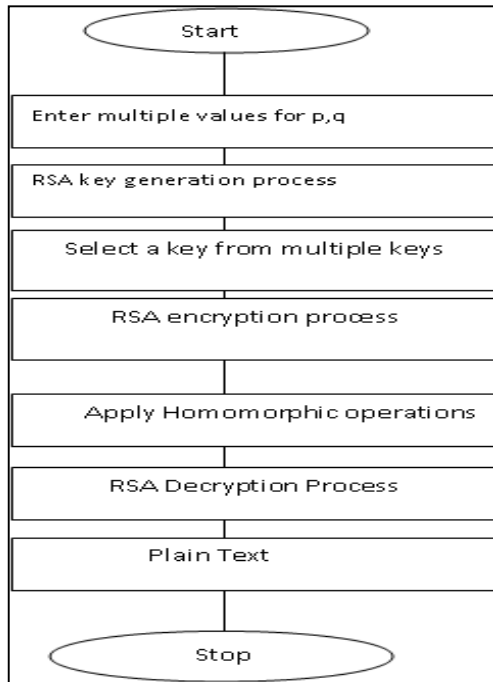 Start
Enter multiple values for p,q
RSA key generation process
Select a key from multiple keys
RSA encryption process
Apply Homomorphic operations
RSA Decryption Process
Plain Text
Stop